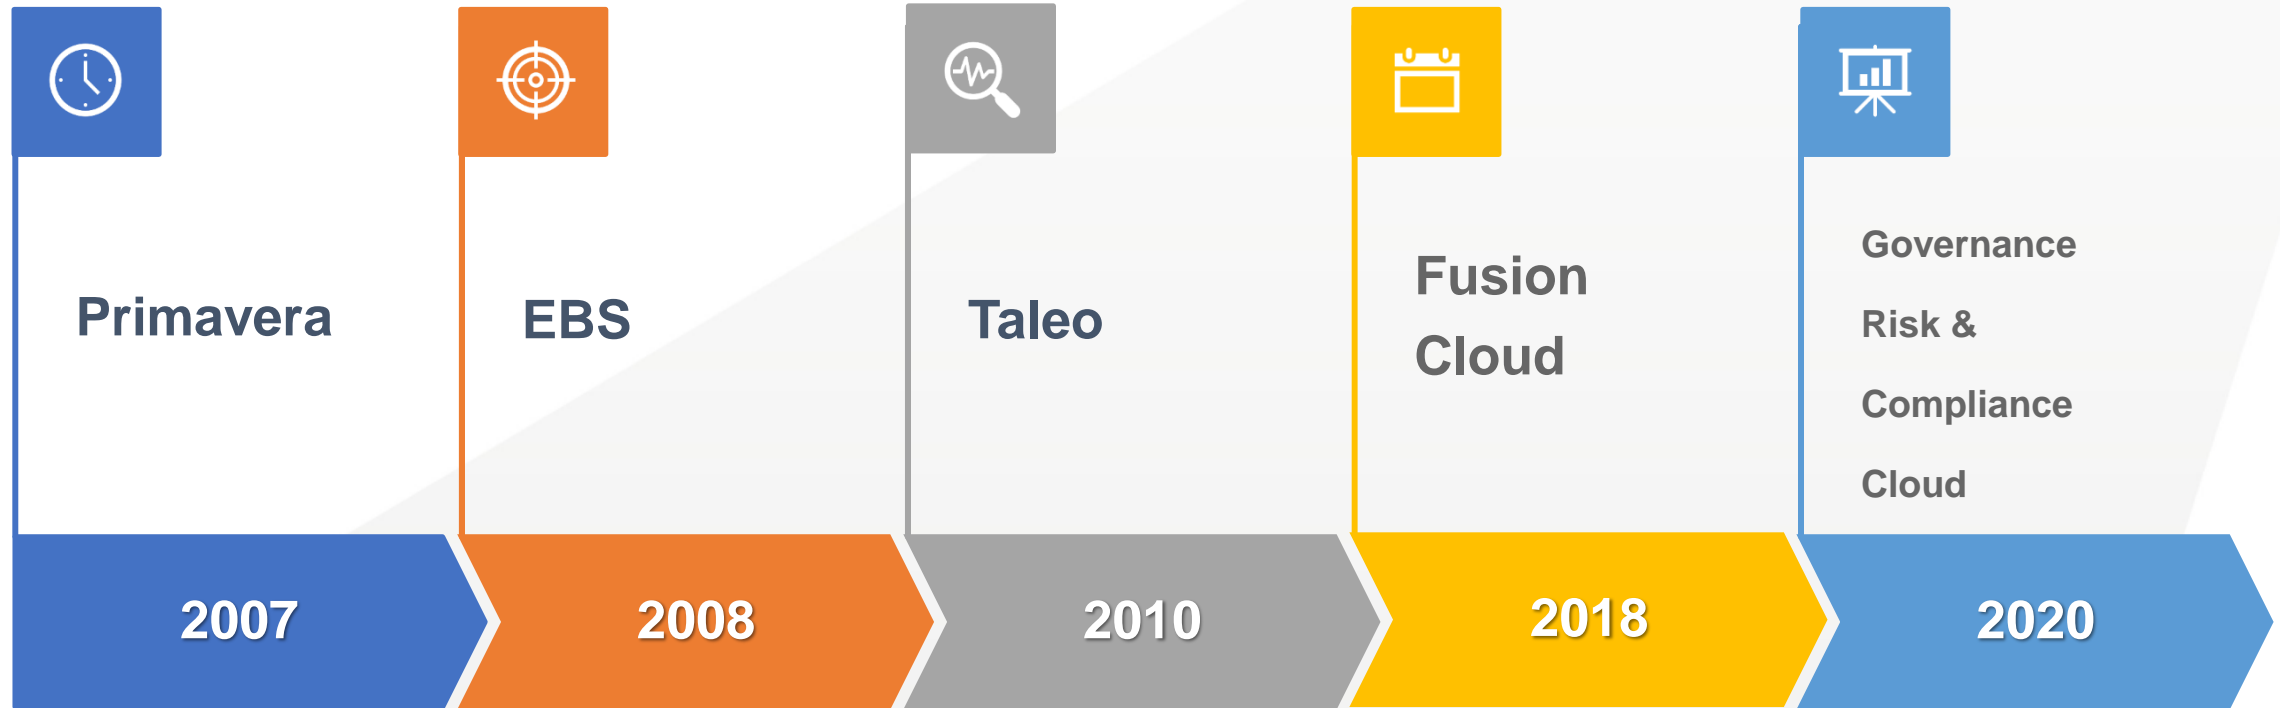 Primavera
EBS
Taleo
Fusion
Cloud
Governance
Risk &
Compliance
Cloud
2007
2008
2010
2018
2020